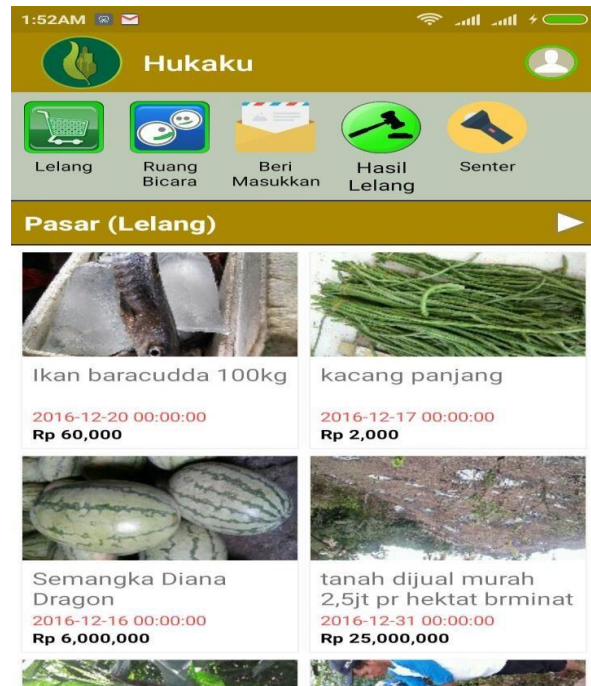 1:52AM
Hukaku
Lelang
Ruang
Bicara
Beri
Masukkan
Hasil
Lelang
Senter
Pasar (Lelang)
Ikan baracudda 100kg
2016-12-20 00:00:00
Rp 60,000
kacang panjang
2016-12-17 00:00:00
Rp 2,000
Semangka Diana
Dragon
2016-12-16 00:00:00
Rp 6,000,000
tanah dijual murah
2,5jt pr hektat brminat
2016-12-31 00:00:00
Rp 25,000,000